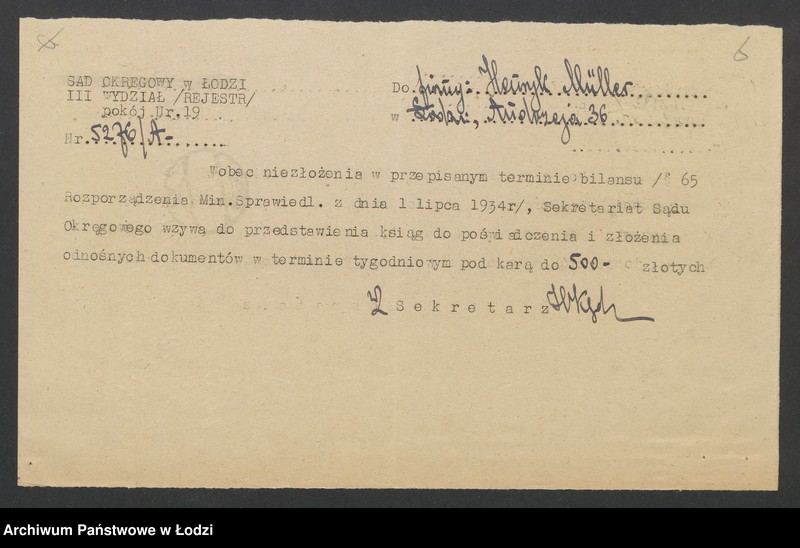 6
SĄD OKRĘGOWY w ŁODZI
III WYDZIAŁ /REJESTR/
pokój Nr.19
Nr.5276/A-
Do firmy: Henryk Müller
w Łodzi, Andrzeja 36
Wobec niezłożenia w przepisanym terminie bilansu /§ 65
Rozporządzenia Min.Sprawiedl. z dnia 1 lipca 1934r/, Sekretariat Sądu
Okręgowego wzywa do przedstawienia ksiąg do poświadczenia i złożenia
odnośnych dokumentów w terminie tygodniowym pod karą do 500- złotych
Sekretarz
Archiwum Państwowe w Łodzi